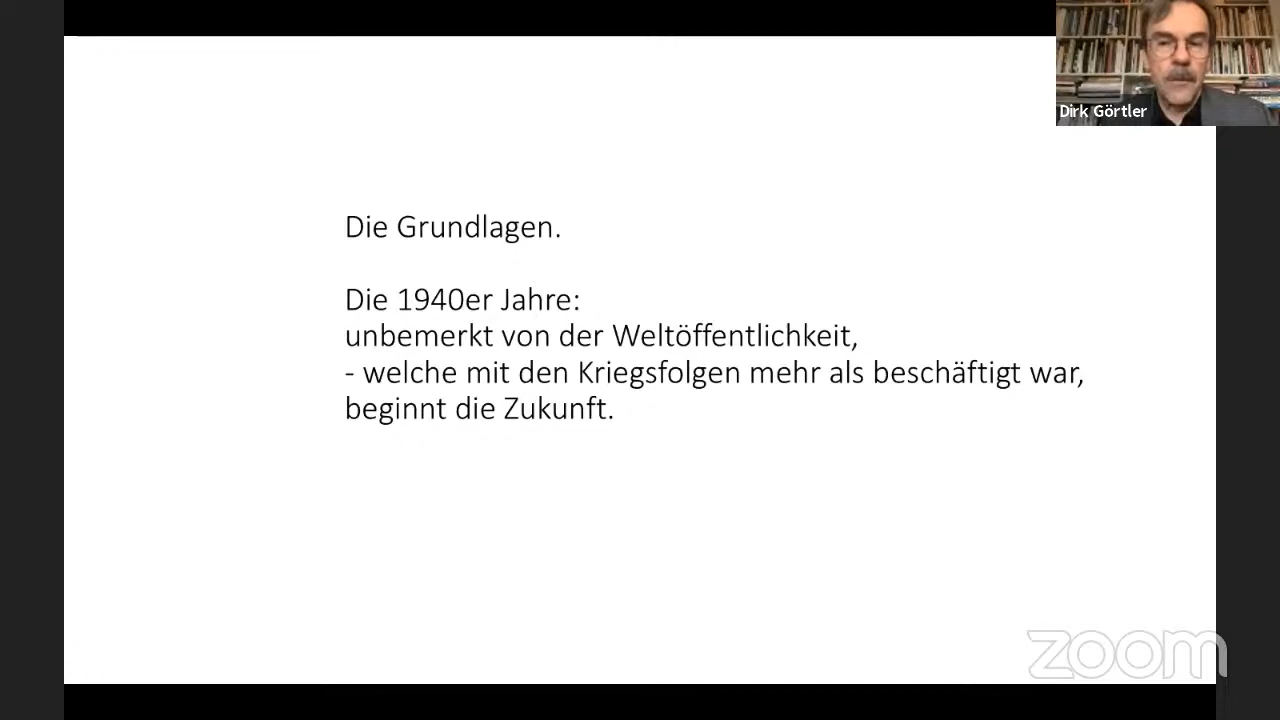 Dirk Görtler
Die Grundlagen.
Die 1940er Jahre:
unbemerkt von der Weltöffentlichkeit,
- welche mit den Kriegsfolgen mehr als beschäftigt war,
beginnt die Zukunft.
zoom